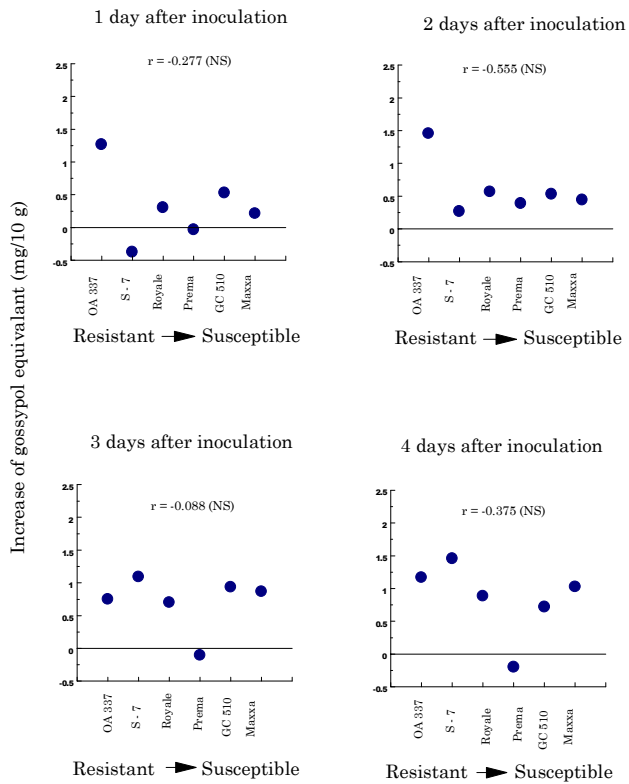 1 day after inoculation
r = -0.277 (NS)
2.5
2
1.5
1
0.5
0
-0.5
OA 337
S - 7
Royale
Prema
GC 510
Maxxa
Resistant → Susceptible
2 days after inoculation
r = -0.555 (NS)
2.5
2
1.5
1
0.5
0
-0.5
OA 337
S - 7
Royale
Prema
GC 510
Maxxa
Resistant → Susceptible
Increase of gossypol equivalant (mg/10 g)
3 days after inoculation
r = -0.088 (NS)
2.5
2
1.5
1
0.5
0
-0.5
OA 337
S - 7
Royale
Prema
GC 510
Maxxa
Resistant → Susceptible
4 days after inoculation
r = -0.375 (NS)
2.5
2
1.5
1
0.5
0
-0.5
OA 337
S - 7
Royale
Prema
GC 510
Maxxa
Resistant → Susceptible